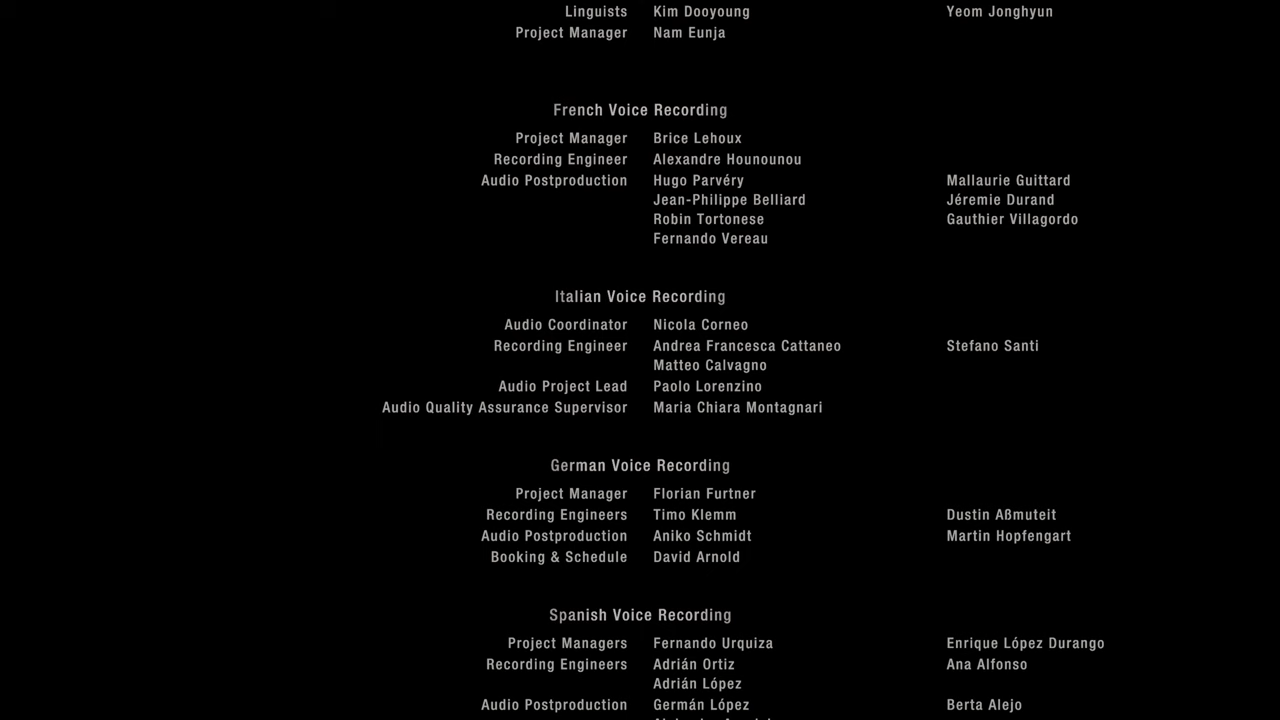 Linguists Kim Dooyoung Yeom Jonghyun
Project Manager Nam Eunja
French Voice Recording
Project Manager Brice Lehoux
Recording Engineer Alexandre Hounounou
Audio Postproduction Hugo Parvéry Mallaurie Guittard
Jean-Philippe Belliard Jéremie Durand
Robin Tortonese Gauthier Villagordo
Fernando Vereau
Italian Voice Recording
Audio Coordinator Nicola Corneo
Recording Engineer Andrea Francesca Cattaneo Stefano Santi
Matteo Calvagno
Audio Project Lead Paolo Lorenzino
Audio Quality Assurance Supervisor Maria Chiara Montagnari
German Voice Recording
Project Manager Florian Furtner
Recording Engineers Timo Klemm Dustin Aßmuteit
Audio Postproduction Aniko Schmidt Martin Hopfengart
Booking & Schedule David Arnold
Spanish Voice Recording
Project Managers Fernando Urquiza Enrique López Durango
Recording Engineers Adrián Ortiz Ana Alfonso
Adrián López
Audio Postproduction Germán López Berta Alejo